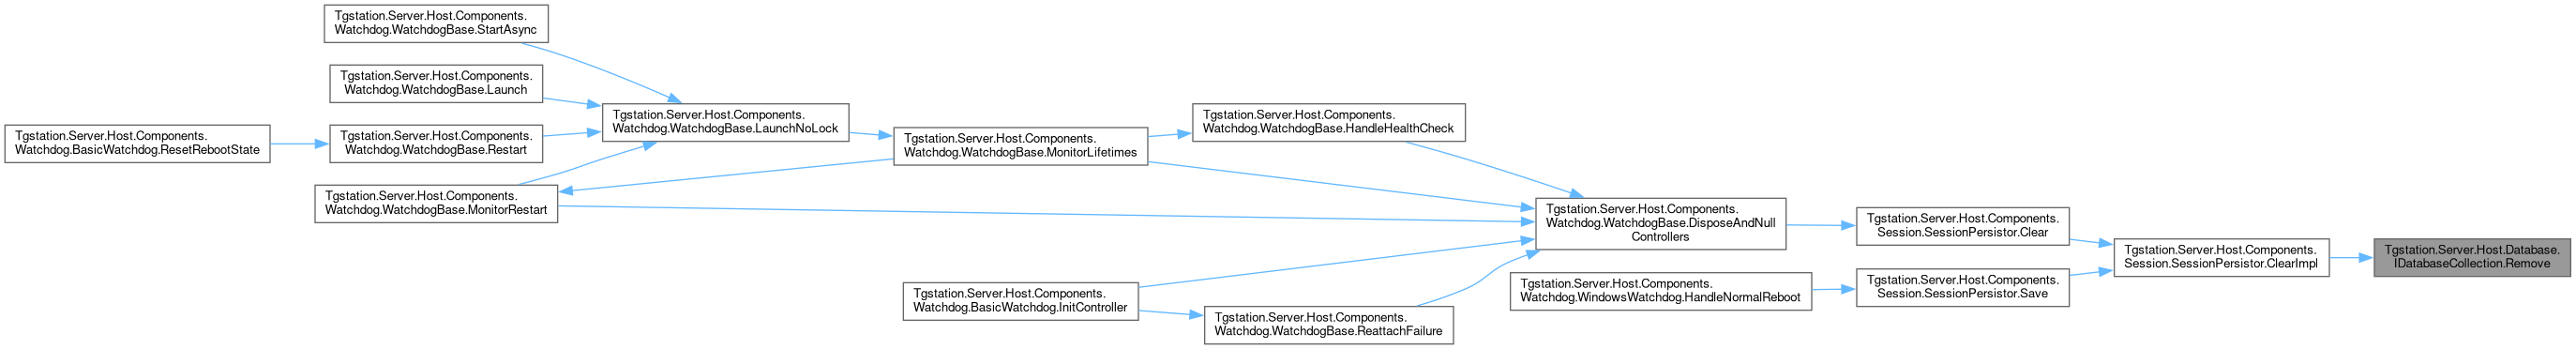 Tgstation.Server.Host.Components.
Watchdog.WatchdogBase.StartAsync
Tgstation.Server.Host.Components.
Watchdog.WatchdogBase.Launch
Tgstation.Server.Host.Components.
Watchdog.BasicWatchdog.ResetRebootState
Tgstation.Server.Host.Components.
Watchdog.WatchdogBase.Restart
Tgstation.Server.Host.Components.
Watchdog.WatchdogBase.MonitorRestart
Tgstation.Server.Host.Components.
Watchdog.WatchdogBase.LaunchNoLock
Tgstation.Server.Host.Components.
Watchdog.WatchdogBase.MonitorLifetimes
Tgstation.Server.Host.Components.
Watchdog.WatchdogBase.HandleHealthCheck
Tgstation.Server.Host.Components.
Watchdog.BasicWatchdog.InitController
Tgstation.Server.Host.Components.
Watchdog.WatchdogBase.ReattachFailure
Tgstation.Server.Host.Components.
Watchdog.WatchdogBase.DisposeAndNull
Controllers
Tgstation.Server.Host.Components.
Watchdog.WindowsWatchdog.HandleNormalReboot
Tgstation.Server.Host.Components.
Session.SessionPersistor.Clear
Tgstation.Server.Host.Components.
Session.SessionPersistor.Save
Tgstation.Server.Host.Components.
Session.SessionPersistor.ClearImpl
Tgstation.Server.Host.Database.
IDatabaseCollection.Remove